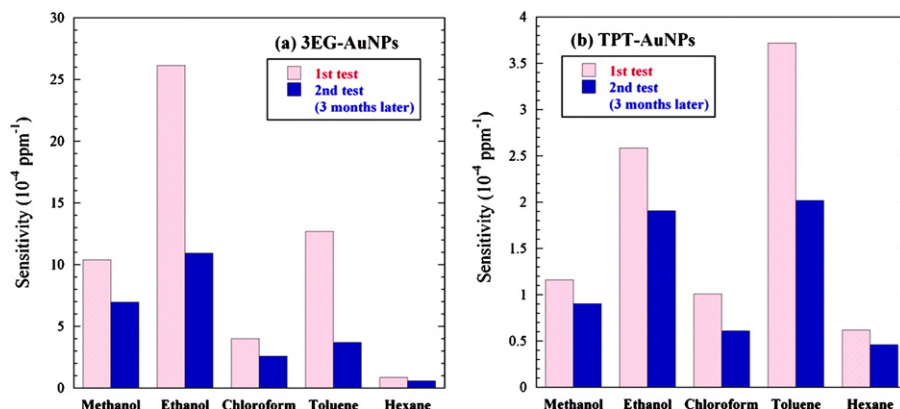 (a) 3EG-AuNPs
1st test
2nd test
(3 months later)
Sensitivity (10⁻⁴ ppm⁻¹)
30
25
20
15
10
5
0
Methanol Ethanol Chloroform Toluene Hexane
(b) TPT-AuNPs
1st test
2nd test
(3 months later)
Sensitivity (10⁻⁴ ppm⁻¹)
4
3.5
3
2.5
2
1.5
1
0.5
0
Methanol Ethanol Chloroform Toluene Hexane